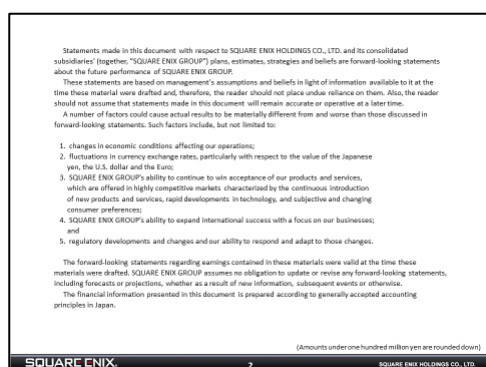 Statements made in this document with respect to SQUARE ENIX HOLDINGS CO., LTD. and its consolidated
subsidiaries' (together, "SQUARE ENIX GROUP") plans, estimates, strategies and beliefs are forward-looking statements
about the future performance of SQUARE ENIX GROUP.
These statements are based on management's assumptions and beliefs in light of information available to it at the
time these material were drafted and, therefore, the reader should not place undue reliance on them. Also, the reader
should not assume that statements made in this document will remain accurate or operative at a later time.
A number of factors could cause actual results to be materially different from and worse than those discussed in
forward-looking statements. Such factors include, but not limited to:
1. changes in economic conditions affecting our operations;
2. fluctuations in currency exchange rates, particularly with respect to the value of the Japanese
yen, the U.S. dollar and the Euro;
3. SQUARE ENIX GROUP's ability to continue to win acceptance of our products and services,
which are offered in highly competitive markets characterized by the continuous introduction
of new products and services, rapid developments in technology, and subjective and changing
consumer preferences;
4. SQUARE ENIX GROUP's ability to expand international success with a focus on our businesses;
and
5. regulatory developments and changes and our ability to respond and adapt to those changes.
The forward-looking statements regarding earnings contained in these materials were valid at the time these
materials were drafted. SQUARE ENIX GROUP assumes no obligation to update or revise any forward-looking statements,
including forecasts or projections, whether as a result of new information, subsequent events or otherwise.
The financial information presented in this document is prepared according to generally accepted accounting
principles in Japan.
(Amounts under one hundred million yen are rounded down)
SQUARE ENIX.
2
SQUARE ENIX HOLDINGS CO., LTD.